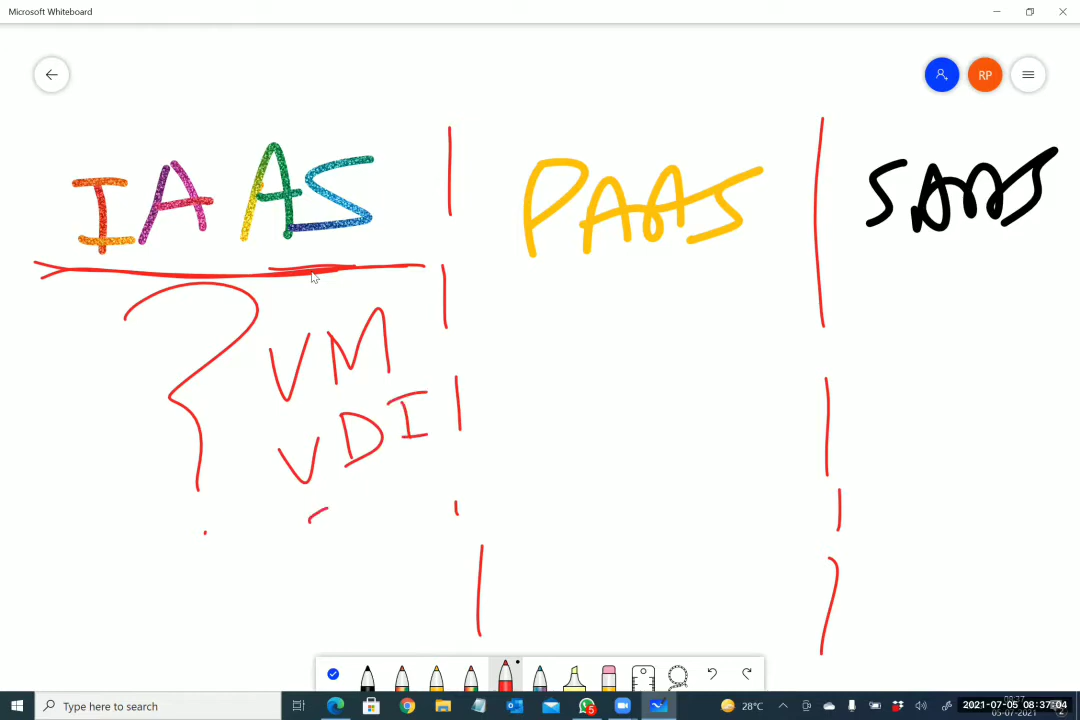 Microsoft Whiteboard
RP
IAAS
PAAS
SAAS
?
VM
VDI
Type here to search
5
28°C
2021-07-05 08:37:04